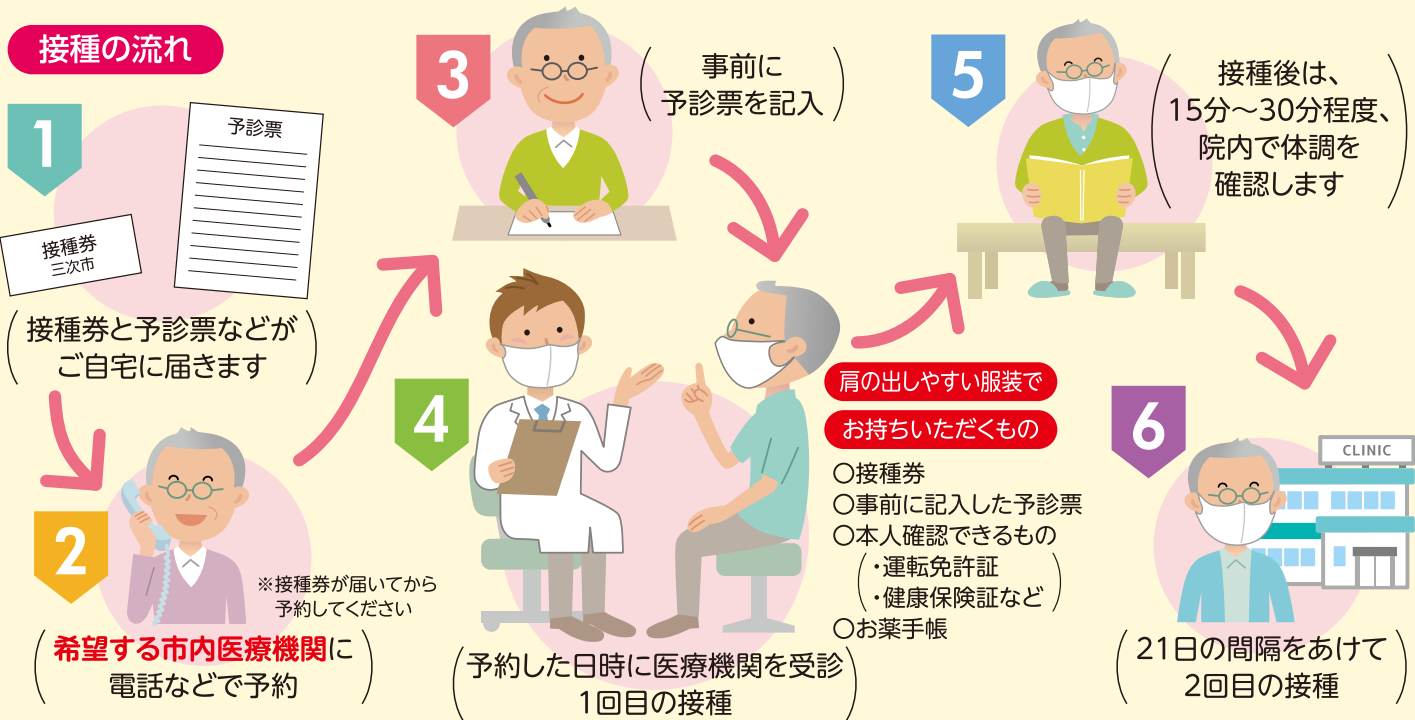 接種の流れ
1
予診票
接種券
三次市
接種券と予診票などが
ご自宅に届きます
2
※接種券が届いてから
予約してください
希望する市内医療機関に
電話などで予約
3
事前に
予診票を記入
4
予約した日時に医療機関を受診
1回目の接種
肩の出しやすい服装で
お持ちいただくもの
〇接種券
〇事前に記入した予診票
〇本人確認できるもの
・運転免許証
・健康保険証など
〇お薬手帳
5
接種後は、
15分～30分程度、
院内で体調を
確認します
6
CLINIC
21日の間隔をあけて
2回目の接種